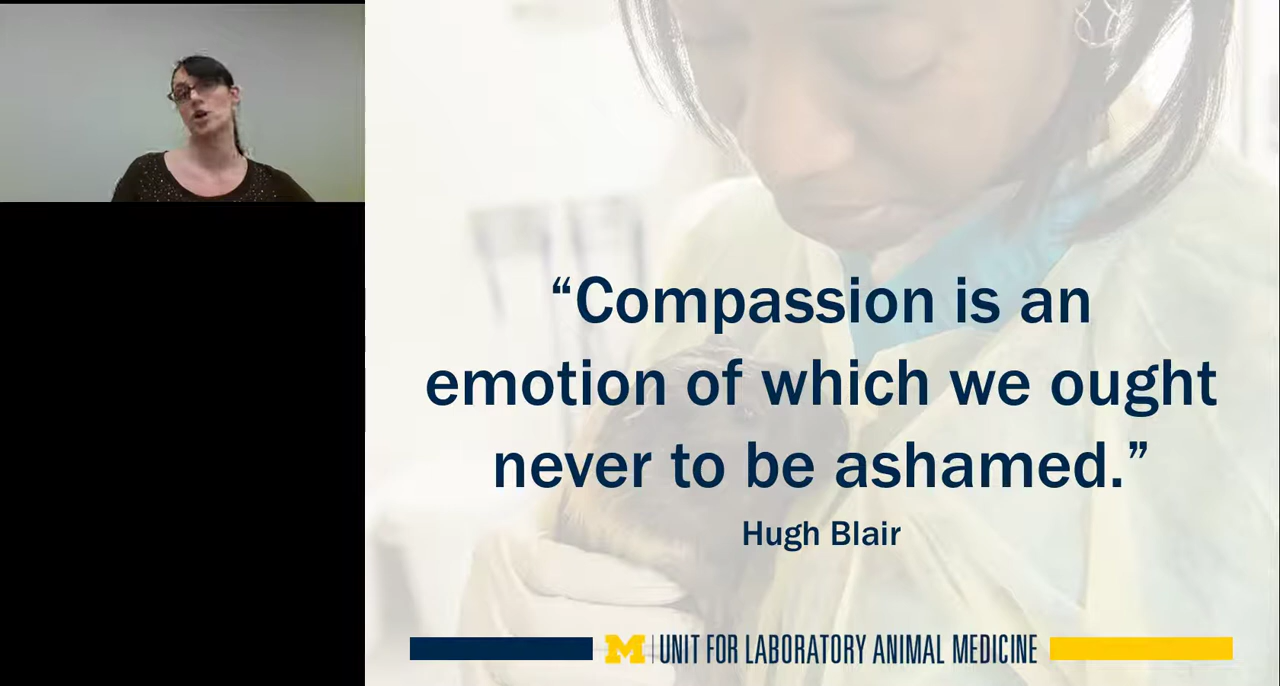 “Compassion is an
emotion of which we ought
never to be ashamed.”
Hugh Blair
M | UNIT FOR LABORATORY ANIMAL MEDICINE